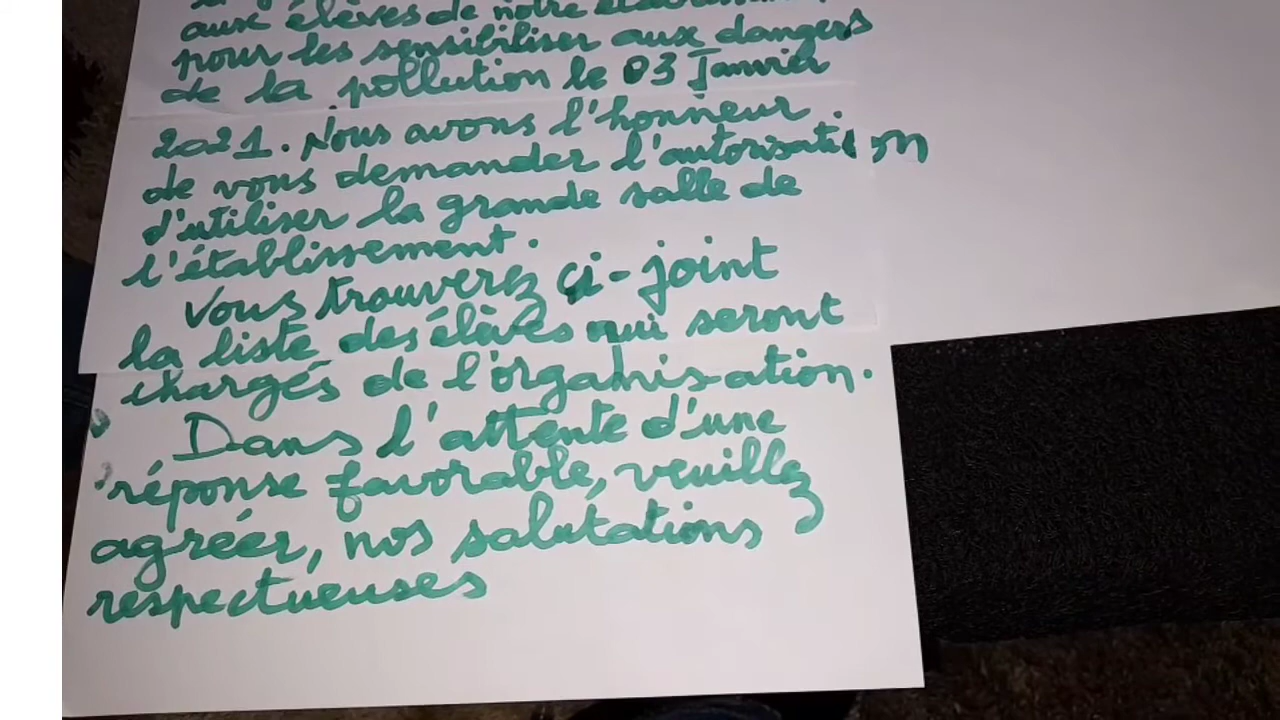 aux élèves de notre
pour les sensibiliser aux dangers
de la pollution le 03 Janvier
2021. Nous avons l'honneur
de vous demander l'autorisation
d'utiliser la grande salle de
l'établissement.
Vous trouverez çi-joint
la liste des élèves qui seront
chargés de l'organisation.
Dans l'attente d'une
réponse favorable, veuillez
agréer, nos salutations
respectueuses